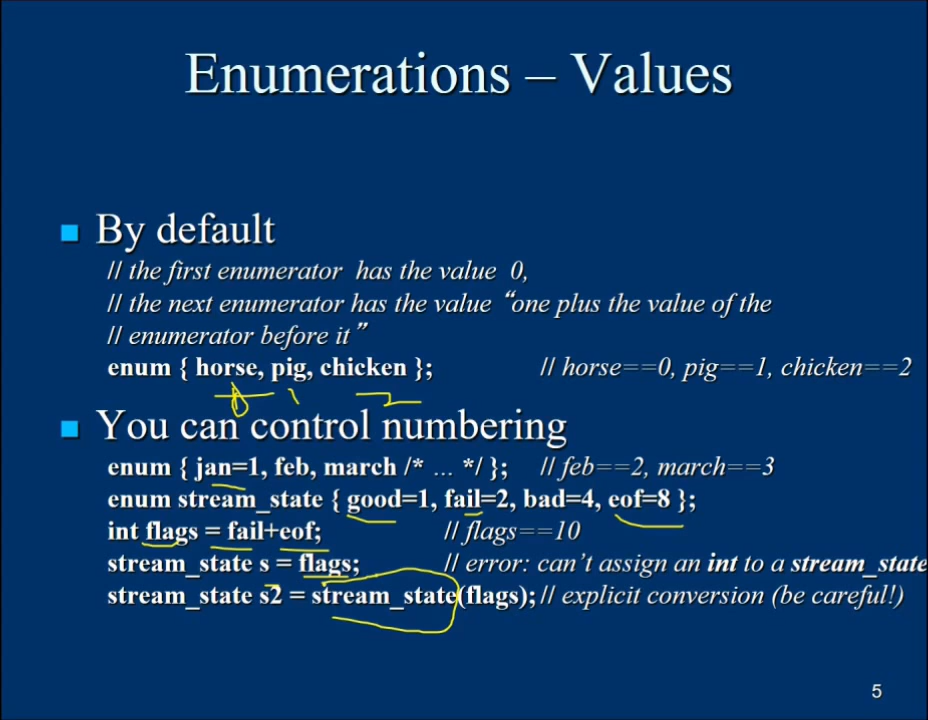 Enumerations – Values
■ By default
// the first enumerator has the value 0,
// the next enumerator has the value “one plus the value of the
// enumerator before it”
enum { horse, pig, chicken }; // horse==0, pig==1, chicken==2
0 1 2
■ You can control numbering
enum { jan=1, feb, march /* … */ }; // feb==2, march==3
enum stream_state { good=1, fail=2, bad=4, eof=8 };
int flags = fail+eof; // flags==10
stream_state s = flags; // error: can’t assign an int to a stream_state
stream_state s2 = stream_state(flags); // explicit conversion (be careful!)
5